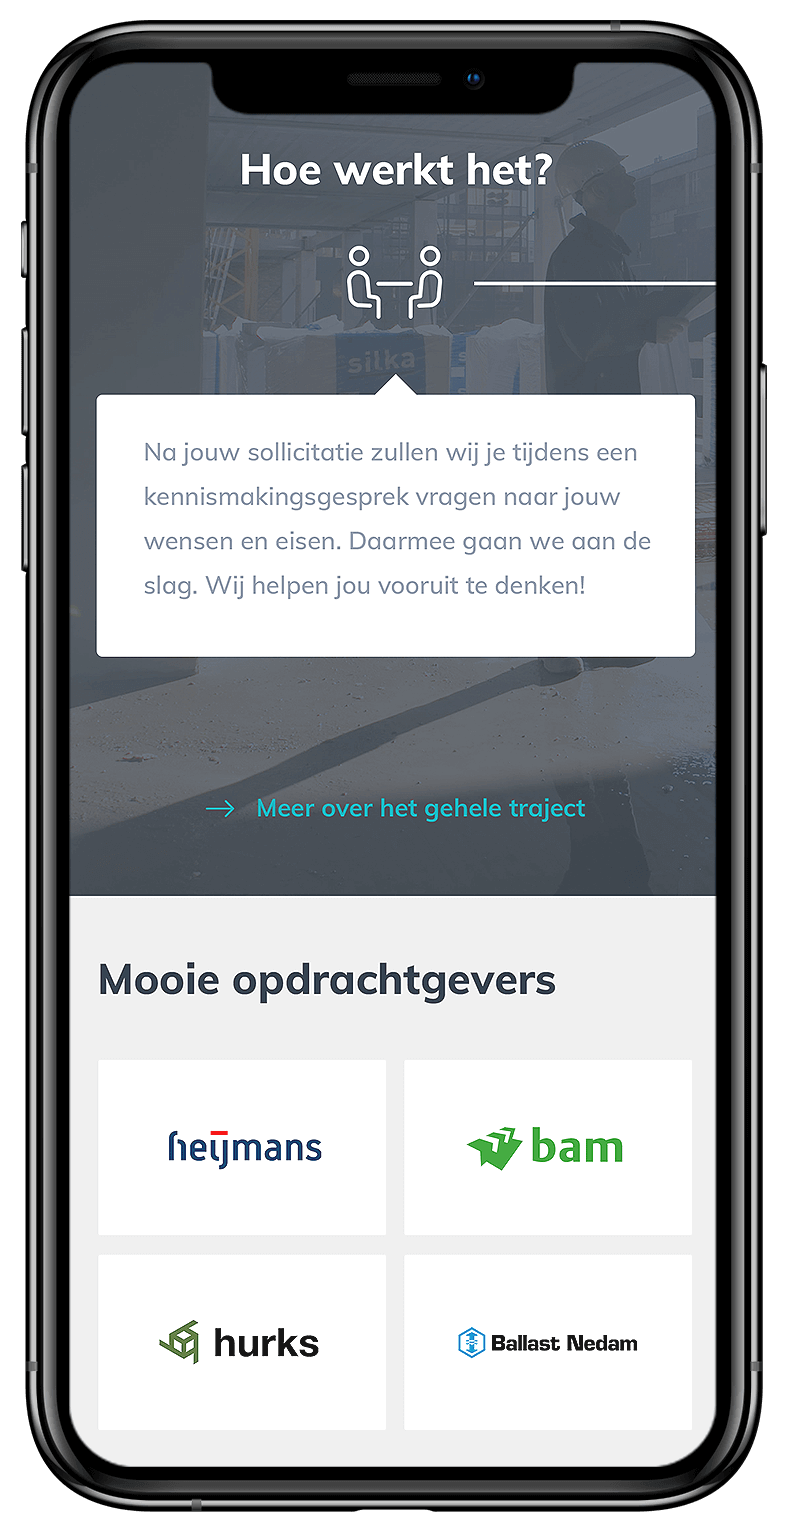 Hoe werkt het?
silka
Na jouw sollicitatie zullen wij je tijdens een
kennismakingsgesprek vragen naar jouw
wensen en eisen. Daarmee gaan we aan de
slag. Wij helpen jou vooruit te denken!
Meer over het gehele traject
Mooie opdrachtgevers
heijmans
bam
hurks
Ballast Nedam